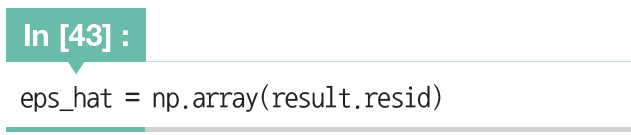 In [43] :
eps_hat = np.array(result.resid)